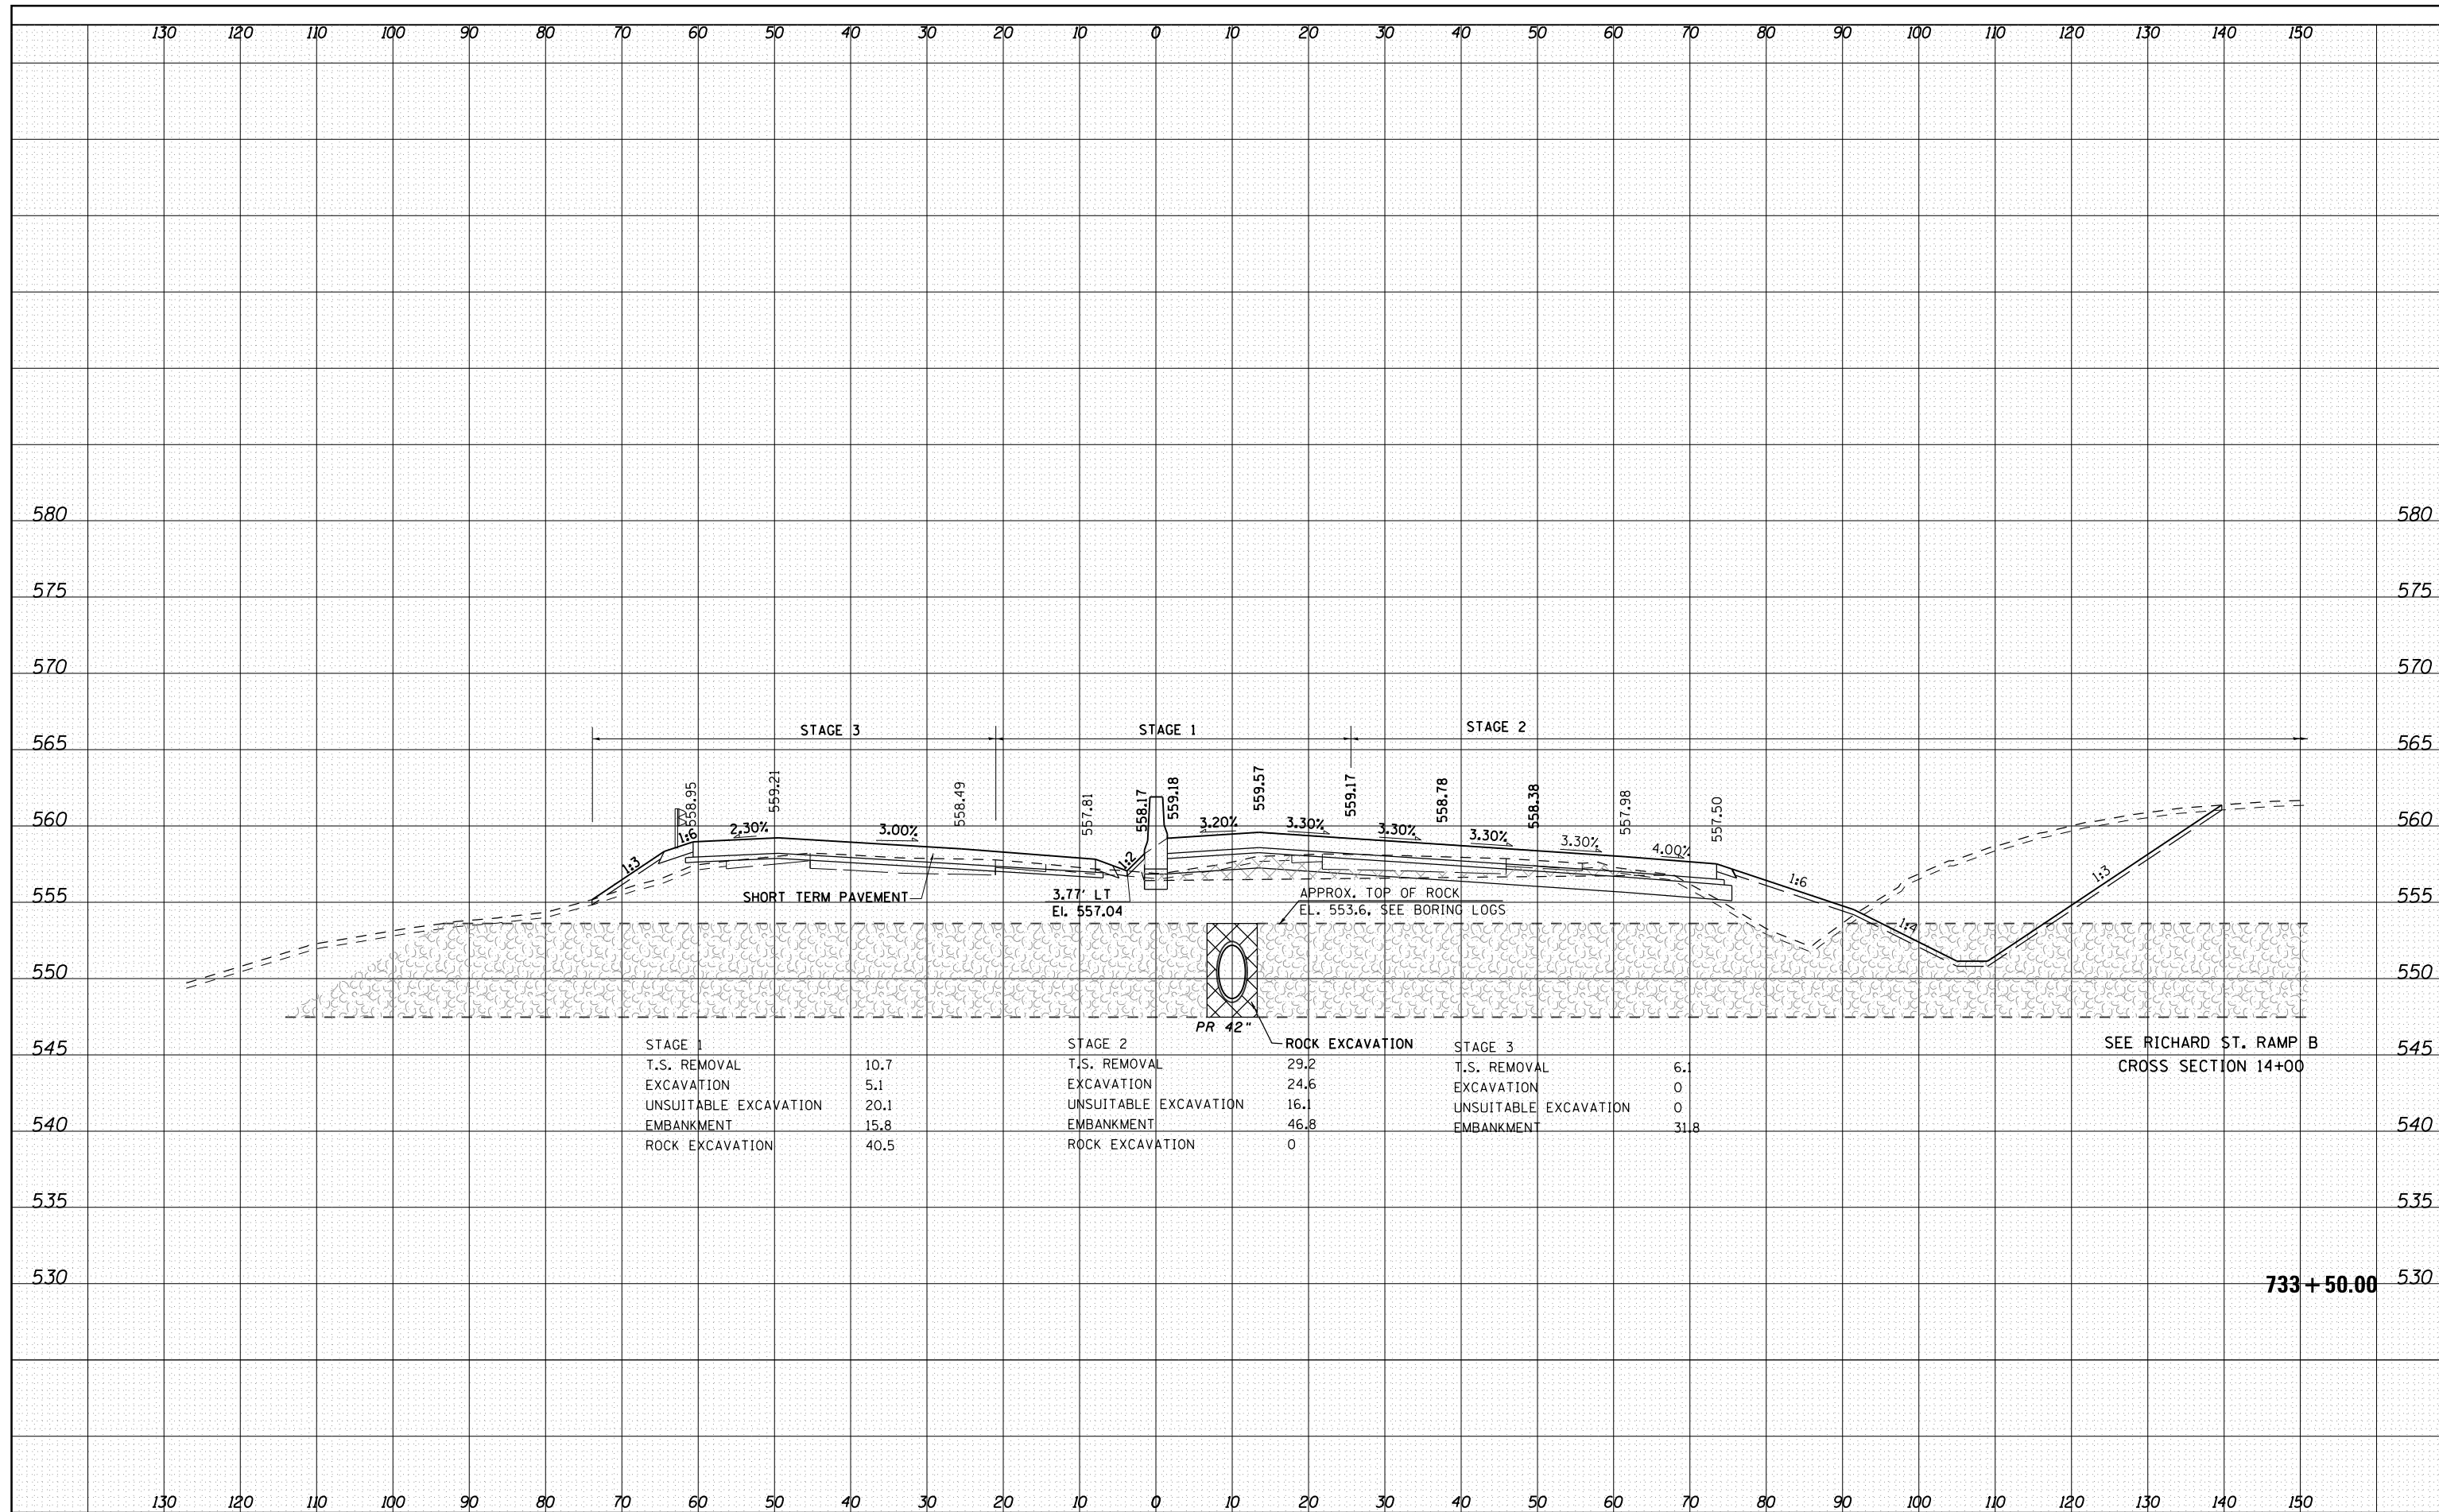 130 120 110 100 90 80 70 60 50 40 30 20 10 0 10 20 30 40 50 60 70 80 90 100 110 120 130 140 150
580 580
575 575
570 570
565 565
STAGE 3 STAGE 1 STAGE 2
558.95 559.21 558.49 557.81 558.17 559.18 559.57 559.17 558.78 558.38 557.98 557.50
560 560
1:3 1:6 2.30% 3.00% 1:2 3.20% 3.30% 3.30% 3.30% 3.30% 4.00% 1:6 1:4 1:3
555 555
SHORT TERM PAVEMENT
3.77' LT
El. 557.04
APPROX. TOP OF ROCK
EL. 553.6, SEE BORING LOGS
550 550
PR 42"
ROCK EXCAVATION
545 545
SEE RICHARD ST. RAMP B
CROSS SECTION 14+00
STAGE 1
T.S. REMOVAL 10.7
EXCAVATION 5.1
UNSUITABLE EXCAVATION 20.1
EMBANKMENT 15.8
ROCK EXCAVATION 40.5
STAGE 2
T.S. REMOVAL 29.2
EXCAVATION 24.6
UNSUITABLE EXCAVATION 16.1
EMBANKMENT 46.8
ROCK EXCAVATION 0
STAGE 3
T.S. REMOVAL 6.1
EXCAVATION 0
UNSUITABLE EXCAVATION 0
EMBANKMENT 31.8
540 540
535 535
530 530
733+50.00
130 120 110 100 90 80 70 60 50 40 30 20 10 0 10 20 30 40 50 60 70 80 90 100 110 120 130 140 150